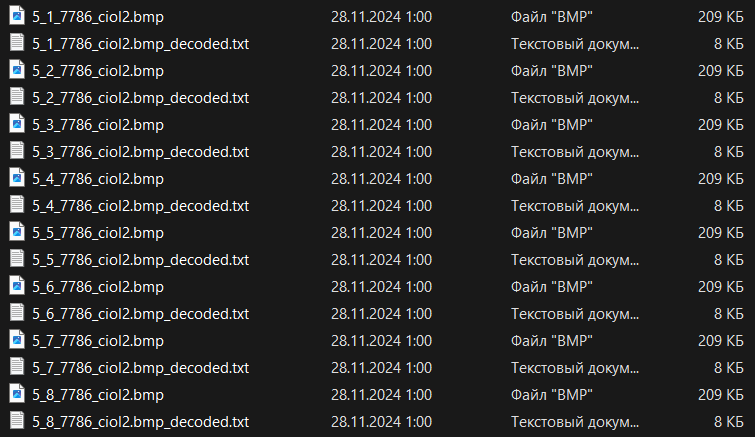 5_1_7786_ciol2.bmp 28.11.2024 1:00 Файл "BMP" 209 КБ
5_1_7786_ciol2.bmp_decoded.txt 28.11.2024 1:00 Текстовый докум... 8 КБ
5_2_7786_ciol2.bmp 28.11.2024 1:00 Файл "BMP" 209 КБ
5_2_7786_ciol2.bmp_decoded.txt 28.11.2024 1:00 Текстовый докум... 8 КБ
5_3_7786_ciol2.bmp 28.11.2024 1:00 Файл "BMP" 209 КБ
5_3_7786_ciol2.bmp_decoded.txt 28.11.2024 1:00 Текстовый докум... 8 КБ
5_4_7786_ciol2.bmp 28.11.2024 1:00 Файл "BMP" 209 КБ
5_4_7786_ciol2.bmp_decoded.txt 28.11.2024 1:00 Текстовый докум... 8 КБ
5_5_7786_ciol2.bmp 28.11.2024 1:00 Файл "BMP" 209 КБ
5_5_7786_ciol2.bmp_decoded.txt 28.11.2024 1:00 Текстовый докум... 8 КБ
5_6_7786_ciol2.bmp 28.11.2024 1:00 Файл "BMP" 209 КБ
5_6_7786_ciol2.bmp_decoded.txt 28.11.2024 1:00 Текстовый докум... 8 КБ
5_7_7786_ciol2.bmp 28.11.2024 1:00 Файл "BMP" 209 КБ
5_7_7786_ciol2.bmp_decoded.txt 28.11.2024 1:00 Текстовый докум... 8 КБ
5_8_7786_ciol2.bmp 28.11.2024 1:00 Файл "BMP" 209 КБ
5_8_7786_ciol2.bmp_decoded.txt 28.11.2024 1:00 Текстовый докум... 8 КБ